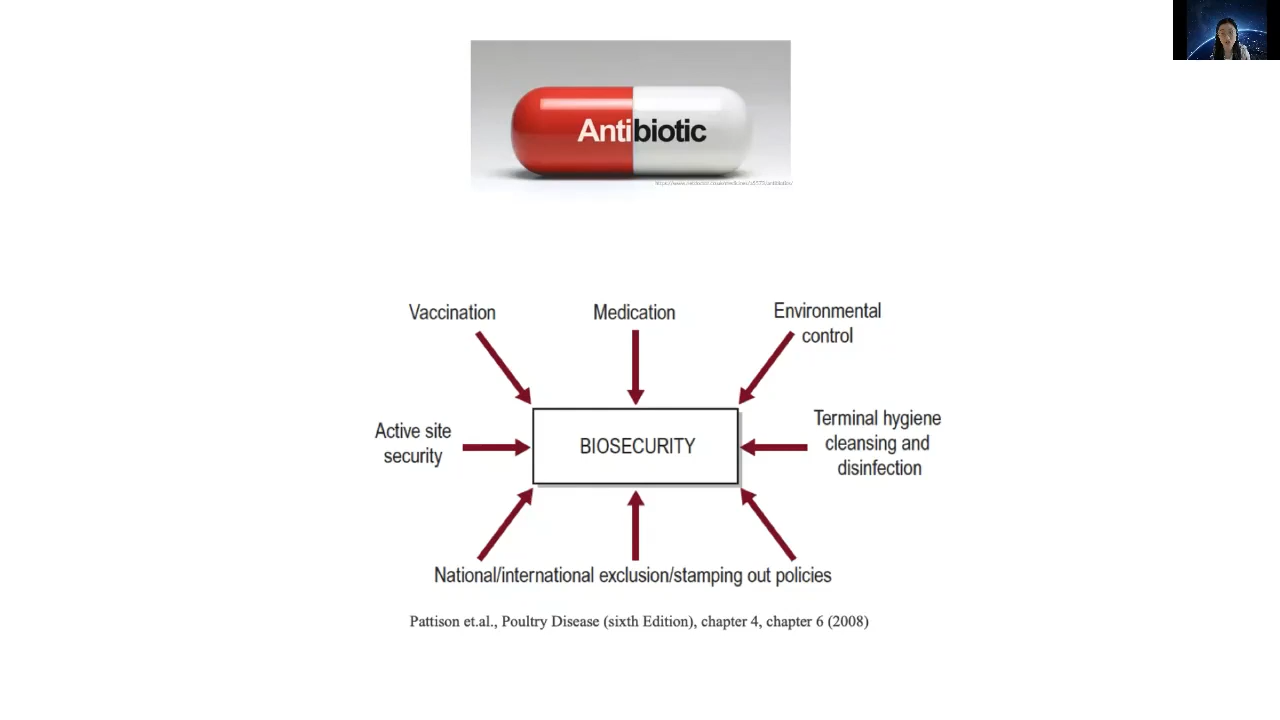 Antibiotic
Vaccination
Medication
Environmental
control
Active site
security
BIOSECURITY
Terminal hygiene
cleansing and
disinfection
National/international exclusion/stamping out policies
Pattison et.al., Poultry Disease (sixth Edition), chapter 4, chapter 6 (2008)